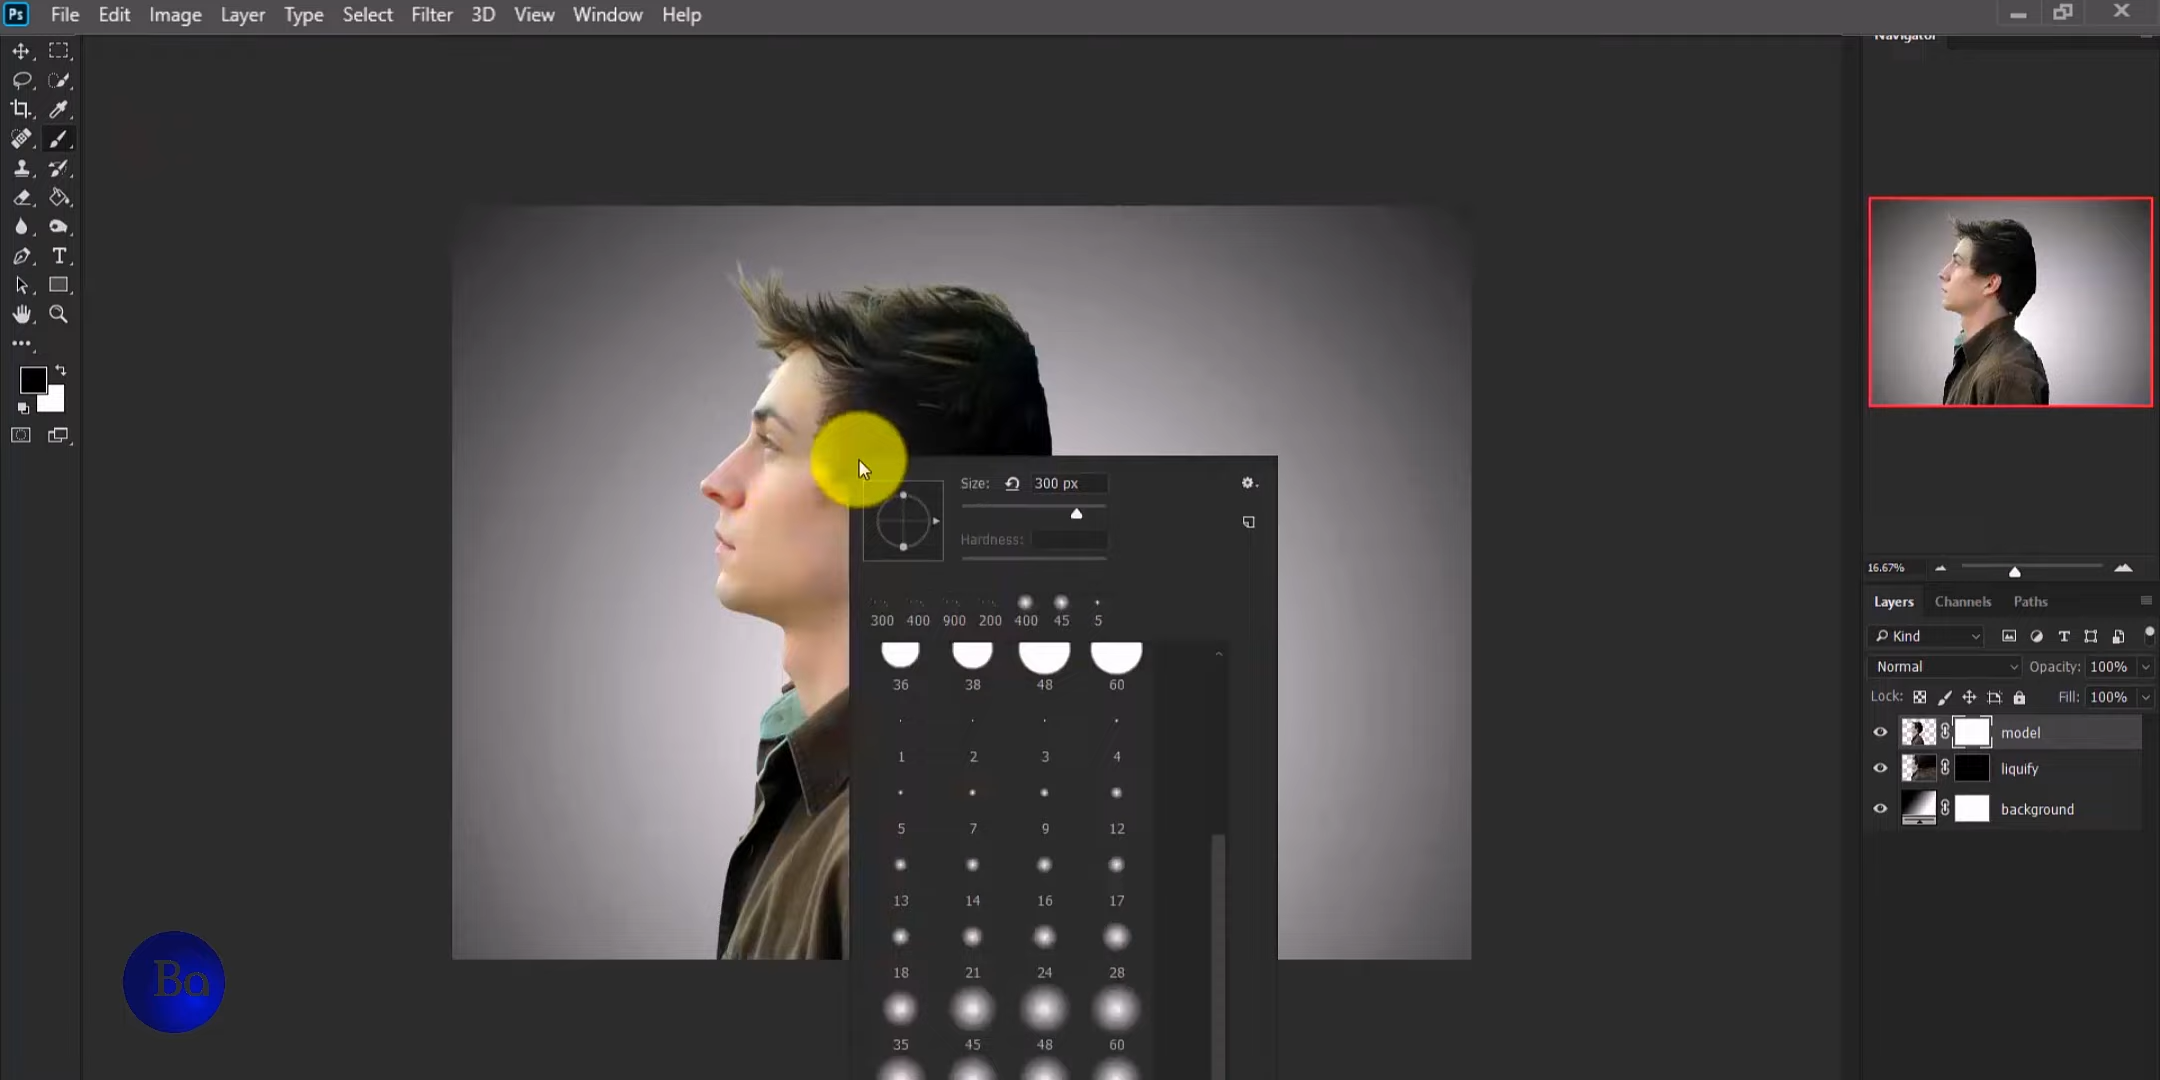 Ps File Edit Image Layer Select Filter 3D View Window Help
Navigator
Size: 300 px
Hardness:
300 400 900 200 400 45 5
36 38 48 60
1 2 3 4
5 7 9 12
13 14 16 17
18 21 24 28
35 45 48 60
16.67%
Layers Channels Paths
Kind
Normal Opacity: 100%
Lock: Fill: 100%
model
liquify
background
T
Ba